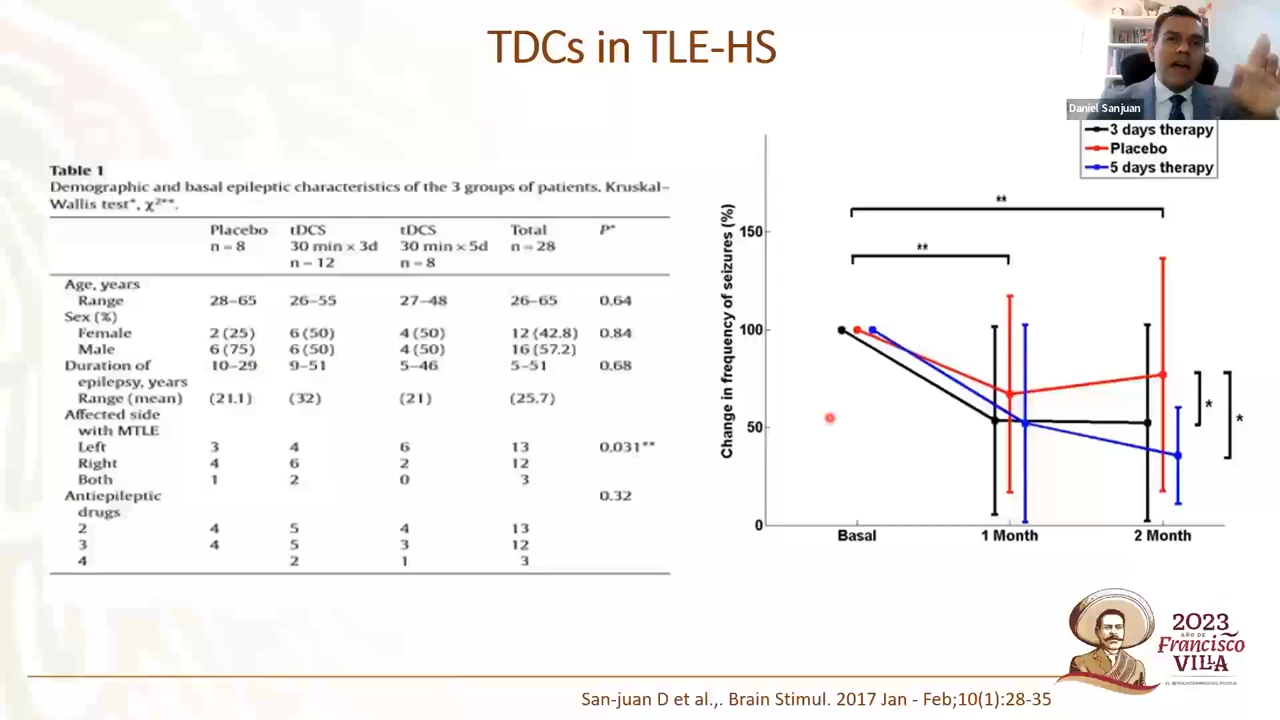 TDCs in TLE-HS
Daniel Sanjuan
Table 1
Demographic and basal epileptic characteristics of the 3 groups of patients. Kruskal–
Wallis test*, χ²**.
Placebo tDCS tDCS Total P*
n = 8 30 min × 3d 30 min × 5d n = 28
n = 12 n = 8
Age, years
Range 28–65 26–55 27–48 26–65 0,64
Sex (%)
Female 2 (25) 6 (50) 4 (50) 12 (42.8) 0.84
Male 6 (75) 6 (50) 4 (50) 16 (57.2)
Duration of 10–29 9–51 5–46 5–51 0.68
epilepsy, years
Range (mean) (21.1) (32) (21) (25.7)
Affected side
with MTLE
Left 3 4 6 13 0.031**
Right 4 6 2 12
Both 1 2 0 3
Antiepileptic 0.32
drugs
2 4 5 4 13
3 4 5 3 12
4 2 1 3
3 days therapy
Placebo
5 days therapy
Change in frequency of seizures (%)
150
100
50
0
**
**
*
*
Basal 1 Month 2 Month
2023
AÑO DE
Francisco
VILLA
San-juan D et al.,. Brain Stimul. 2017 Jan - Feb;10(1):28-35